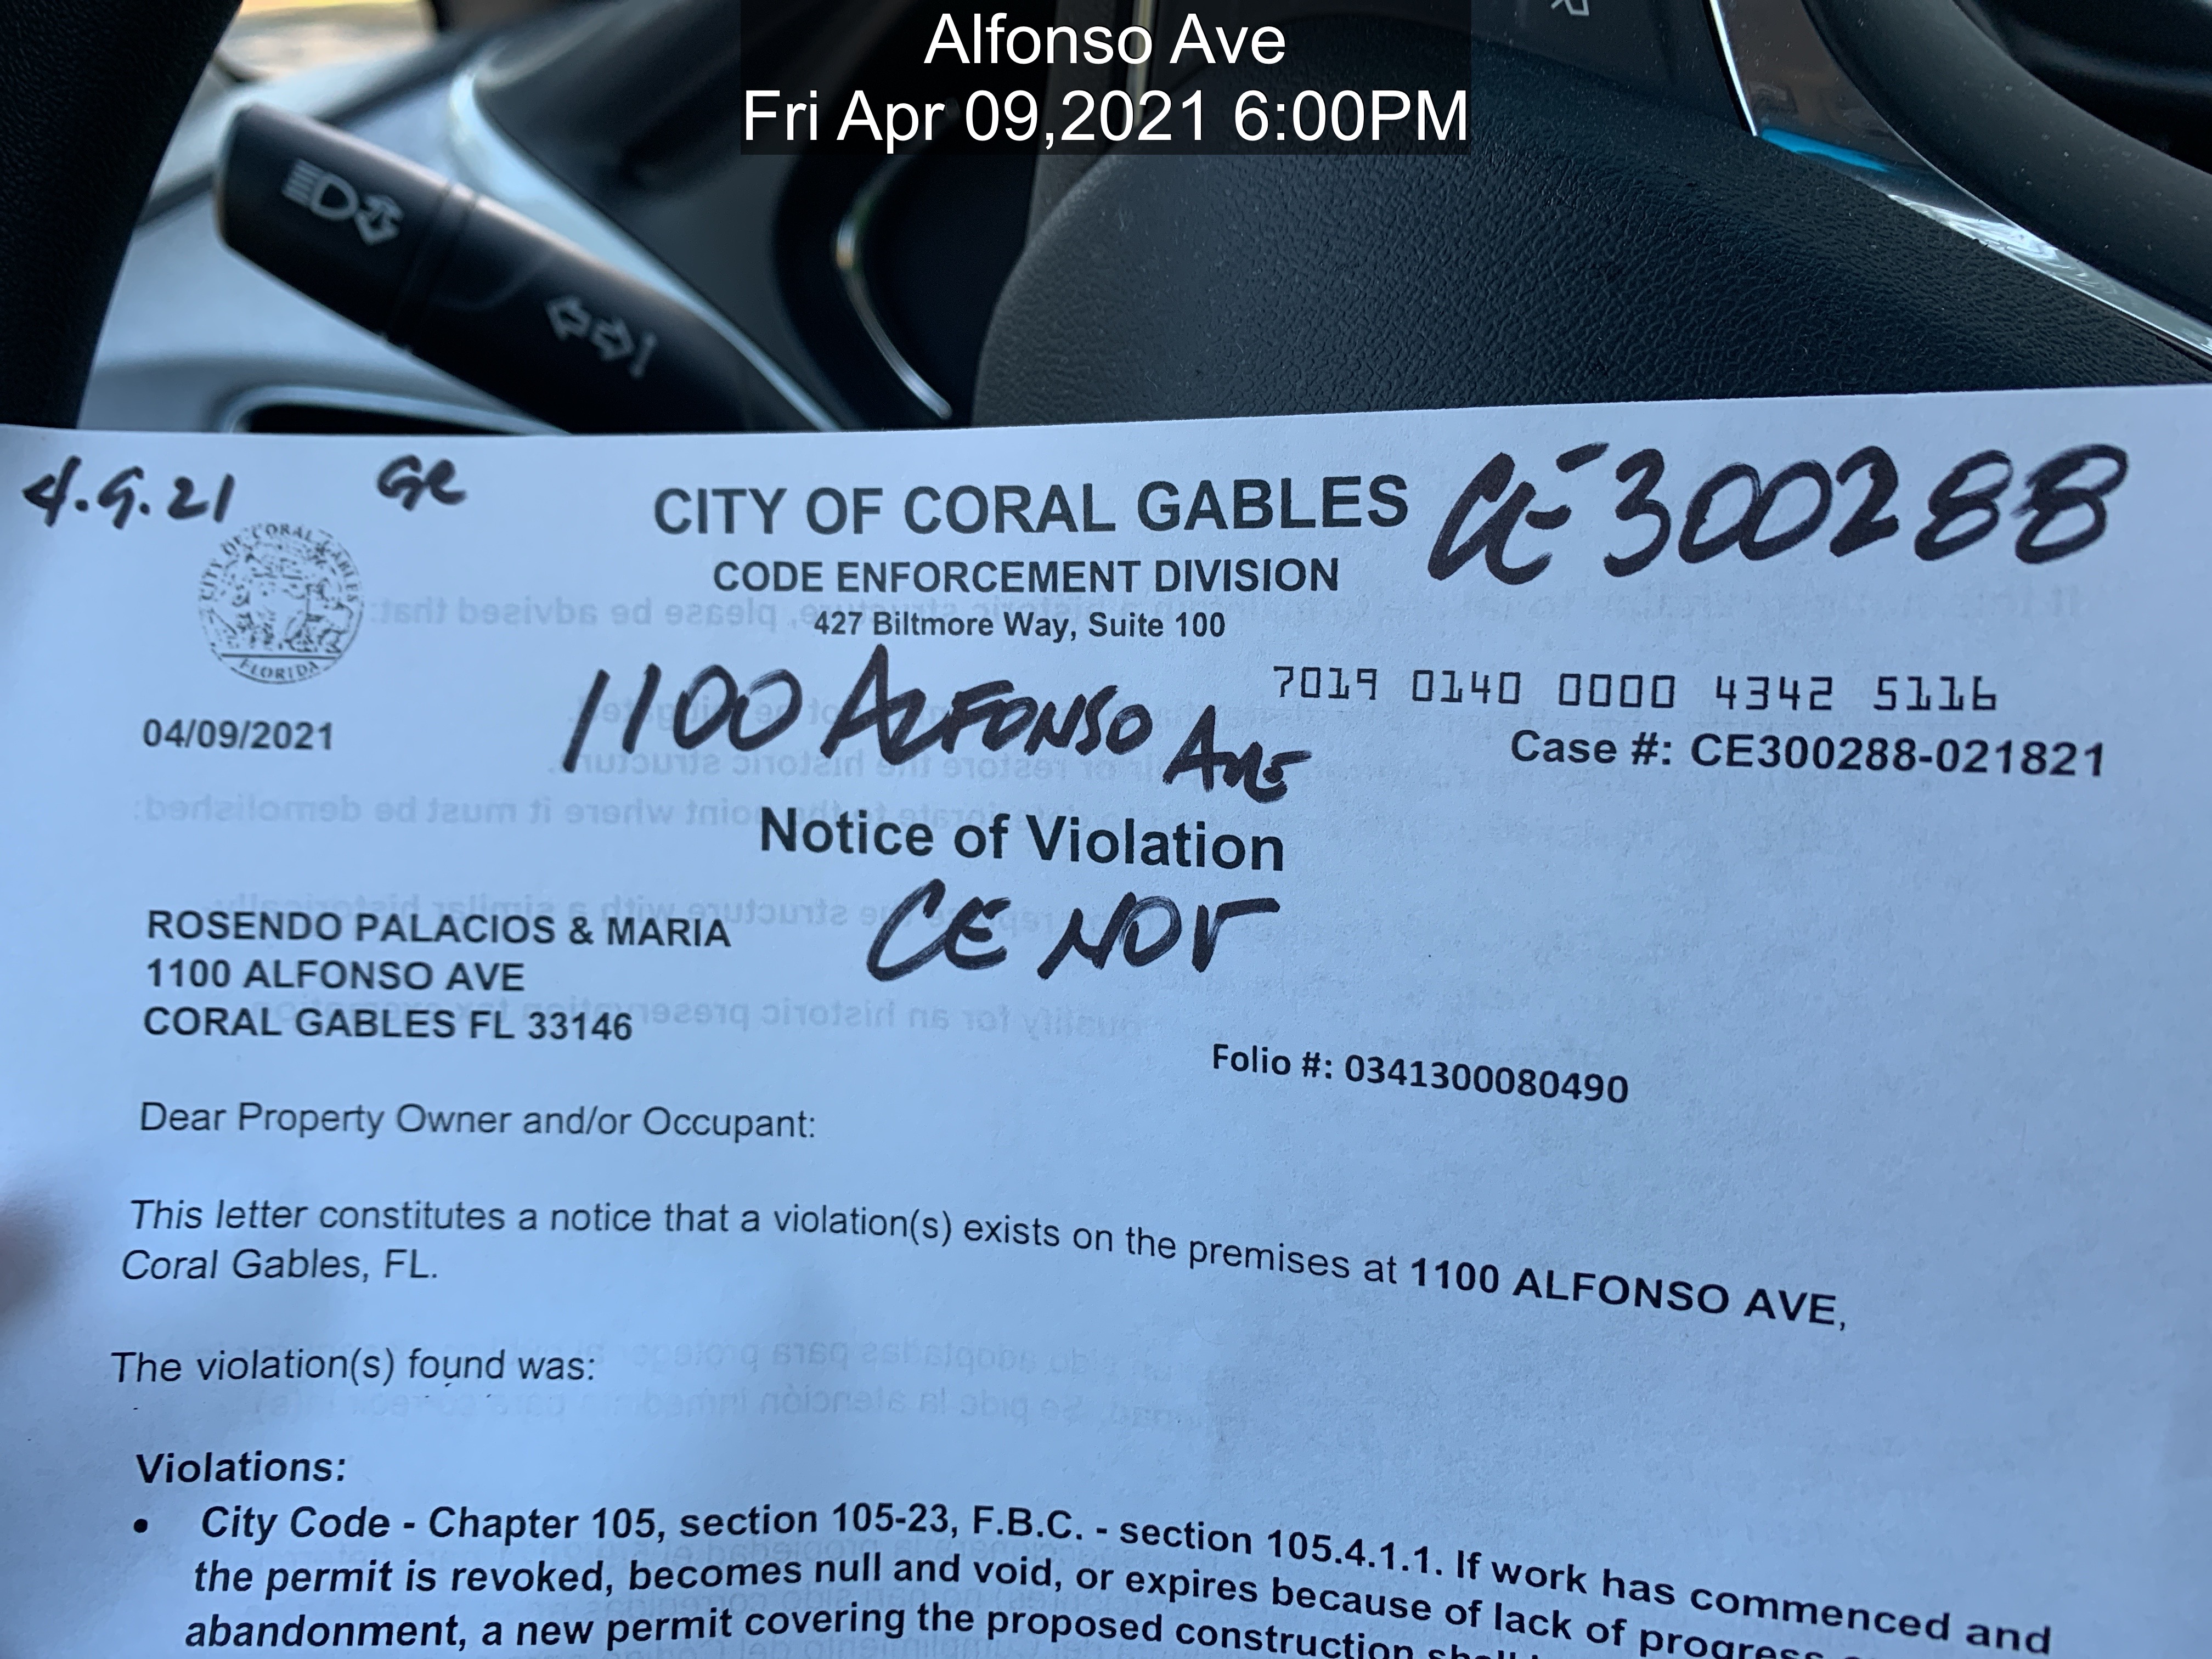 Alfonso Ave
Fri Apr 09,2021 6:00PM
4.9.21 GR
CITY OF CORAL GABLES CE 300288
CITY OF CORAL GABLES
FLORIDA
CODE ENFORCEMENT DIVISION
427 Biltmore Way, Suite 100
1100 ALFONSO AVE
7019 0140 0000 4342 5116
04/09/2021
Case #: CE300288-021821
Notice of Violation
CE NOV
ROSENDO PALACIOS & MARIA
1100 ALFONSO AVE
CORAL GABLES FL 33146
Folio #: 0341300080490
Dear Property Owner and/or Occupant:
This letter constitutes a notice that a violation(s) exists on the premises at 1100 ALFONSO AVE,
Coral Gables, FL.
The violation(s) found was:
Violations:
• City Code - Chapter 105, section 105-23, F.B.C. - section 105.4.1.1. If work has commenced and
the permit is revoked, becomes null and void, or expires because of lack of progress
abandonment, a new permit covering the proposed construction